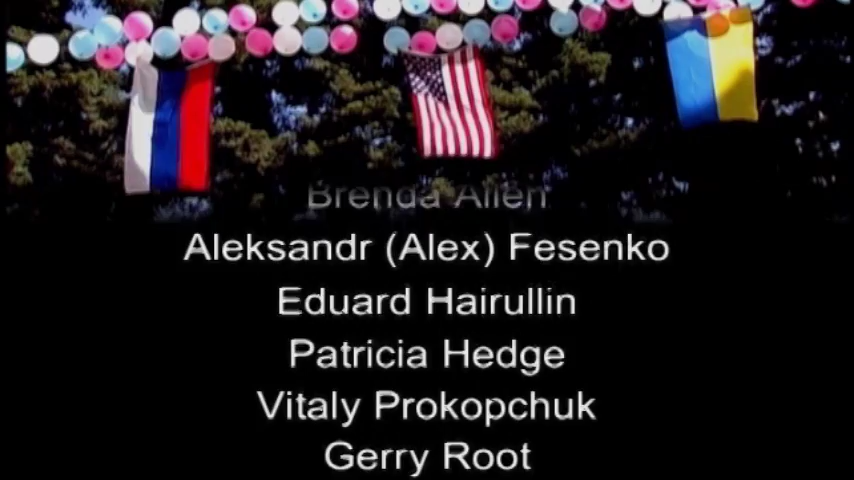 Brenda Allen
Aleksandr (Alex) Fesenko
Eduard Hairullin
Patricia Hedge
Vitaly Prokopchuk
Gerry Root